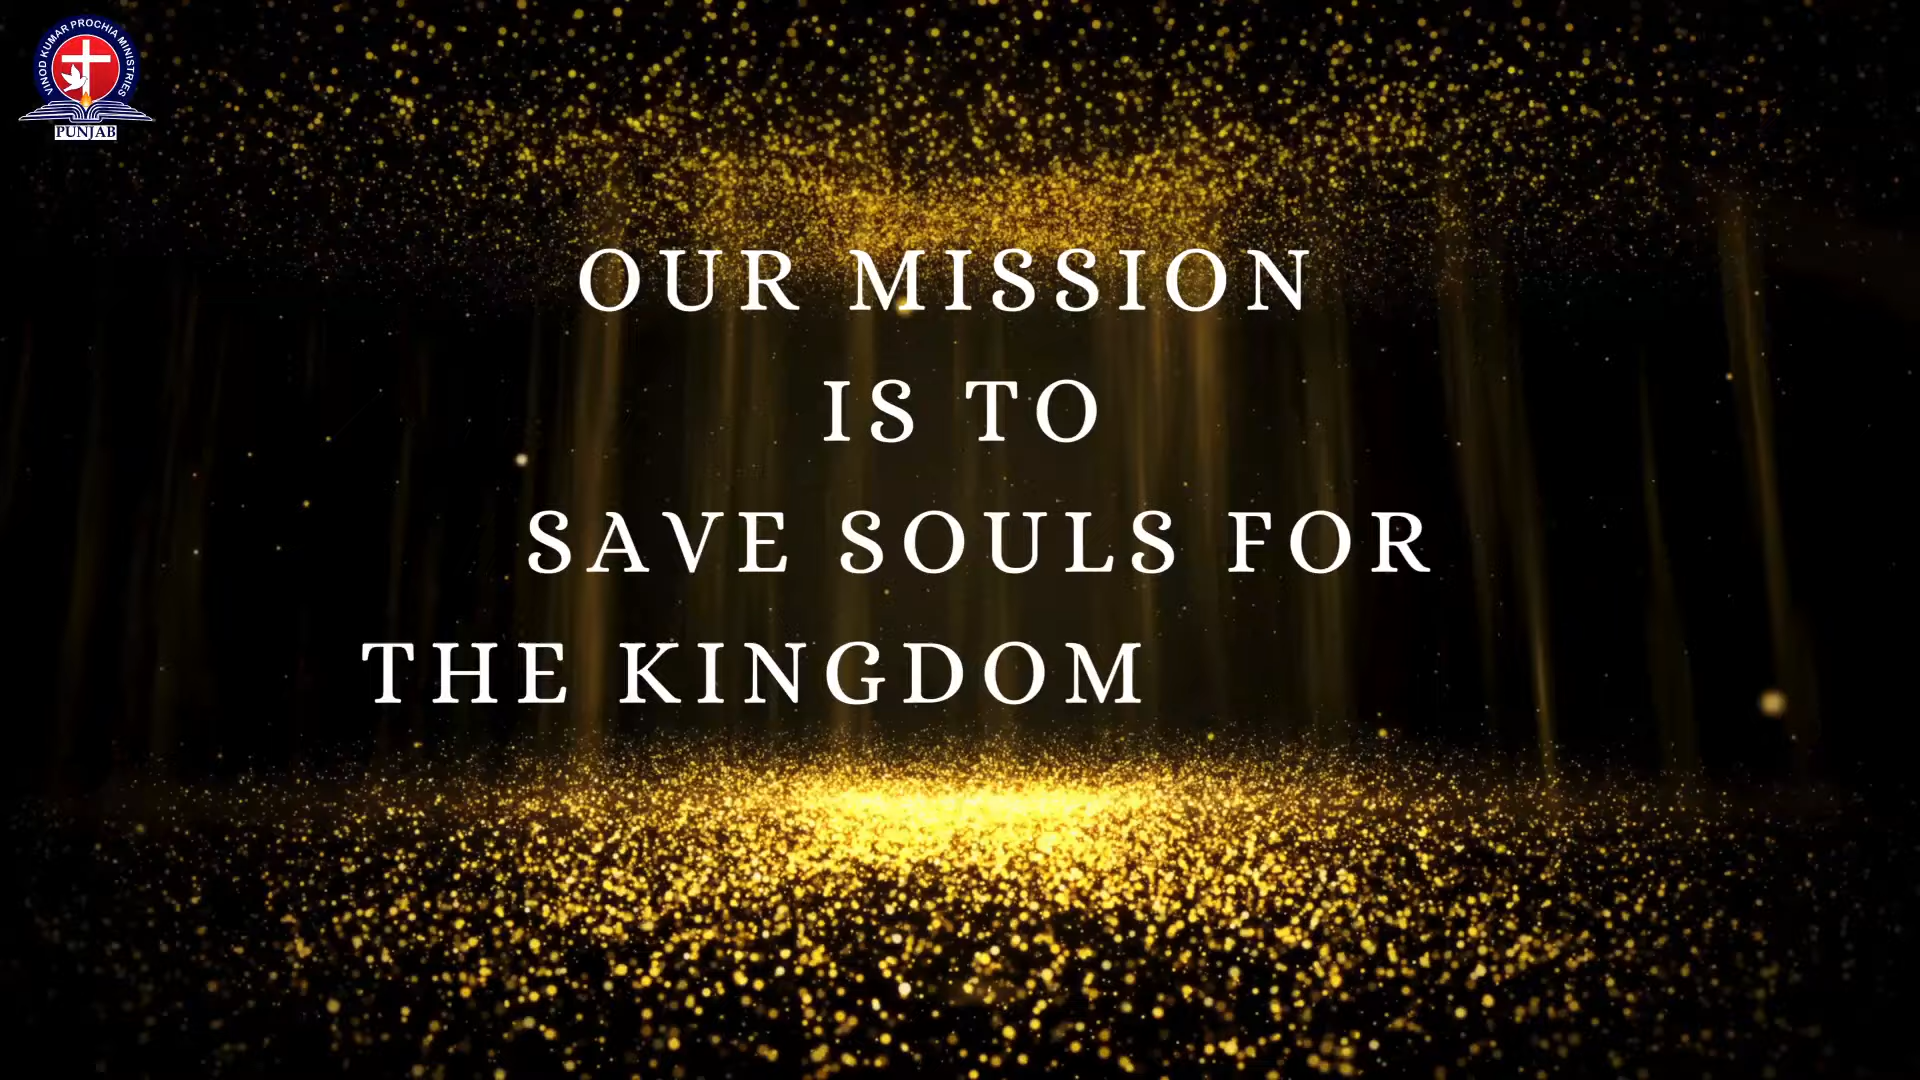 VINOD KUMAR PROCHIA MINISTRIES
PUNJAB
OUR MISSION
IS TO
SAVE SOULS FOR
THE KINGDOM